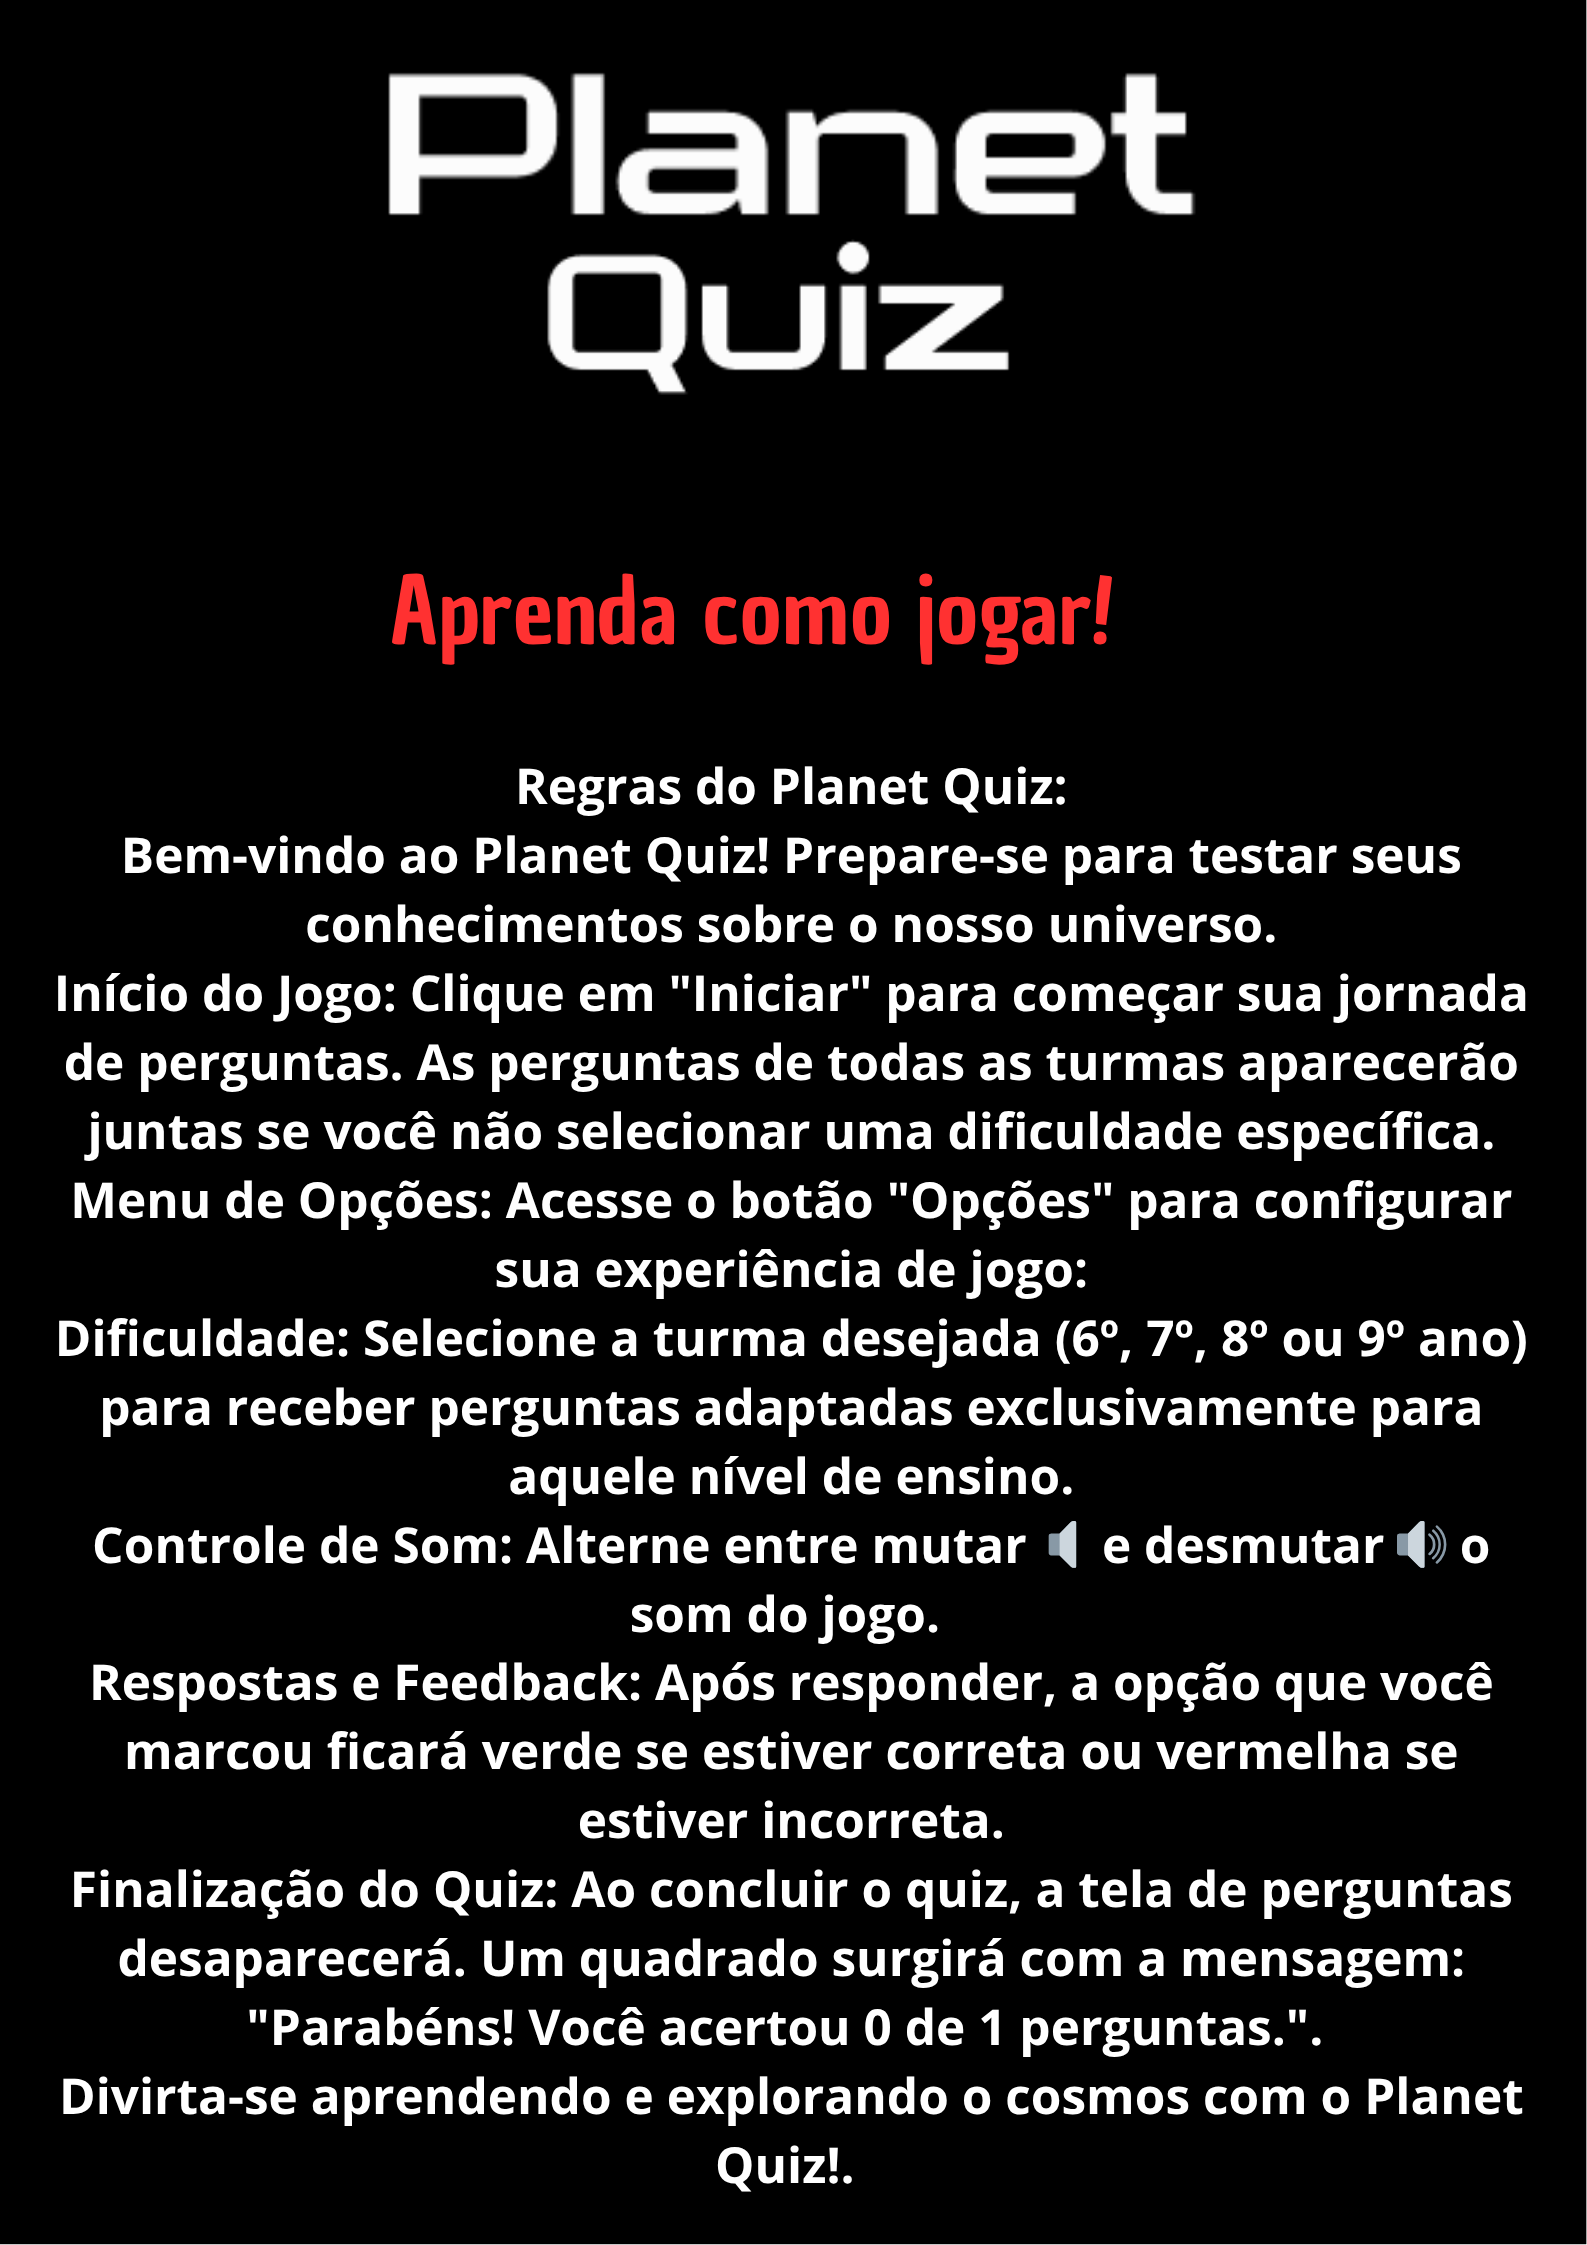 Planet
Quiz
Aprenda como jogar!
Regras do Planet Quiz:
Bem-vindo ao Planet Quiz! Prepare-se para testar seus
conhecimentos sobre o nosso universo.
Início do Jogo: Clique em "Iniciar" para começar sua jornada
de perguntas. As perguntas de todas as turmas aparecerão
juntas se você não selecionar uma dificuldade específica.
Menu de Opções: Acesse o botão "Opções" para configurar
sua experiência de jogo:
Dificuldade: Selecione a turma desejada (6º, 7º, 8º ou 9º ano)
para receber perguntas adaptadas exclusivamente para
aquele nível de ensino.
Controle de Som: Alterne entre mutar 🔈 e desmutar 🔊 o
som do jogo.
Respostas e Feedback: Após responder, a opção que você
marcou ficará verde se estiver correta ou vermelha se
estiver incorreta.
Finalização do Quiz: Ao concluir o quiz, a tela de perguntas
desaparecerá. Um quadrado surgirá com a mensagem:
"Parabéns! Você acertou 0 de 1 perguntas.".
Divirta-se aprendendo e explorando o cosmos com o Planet
Quiz!.